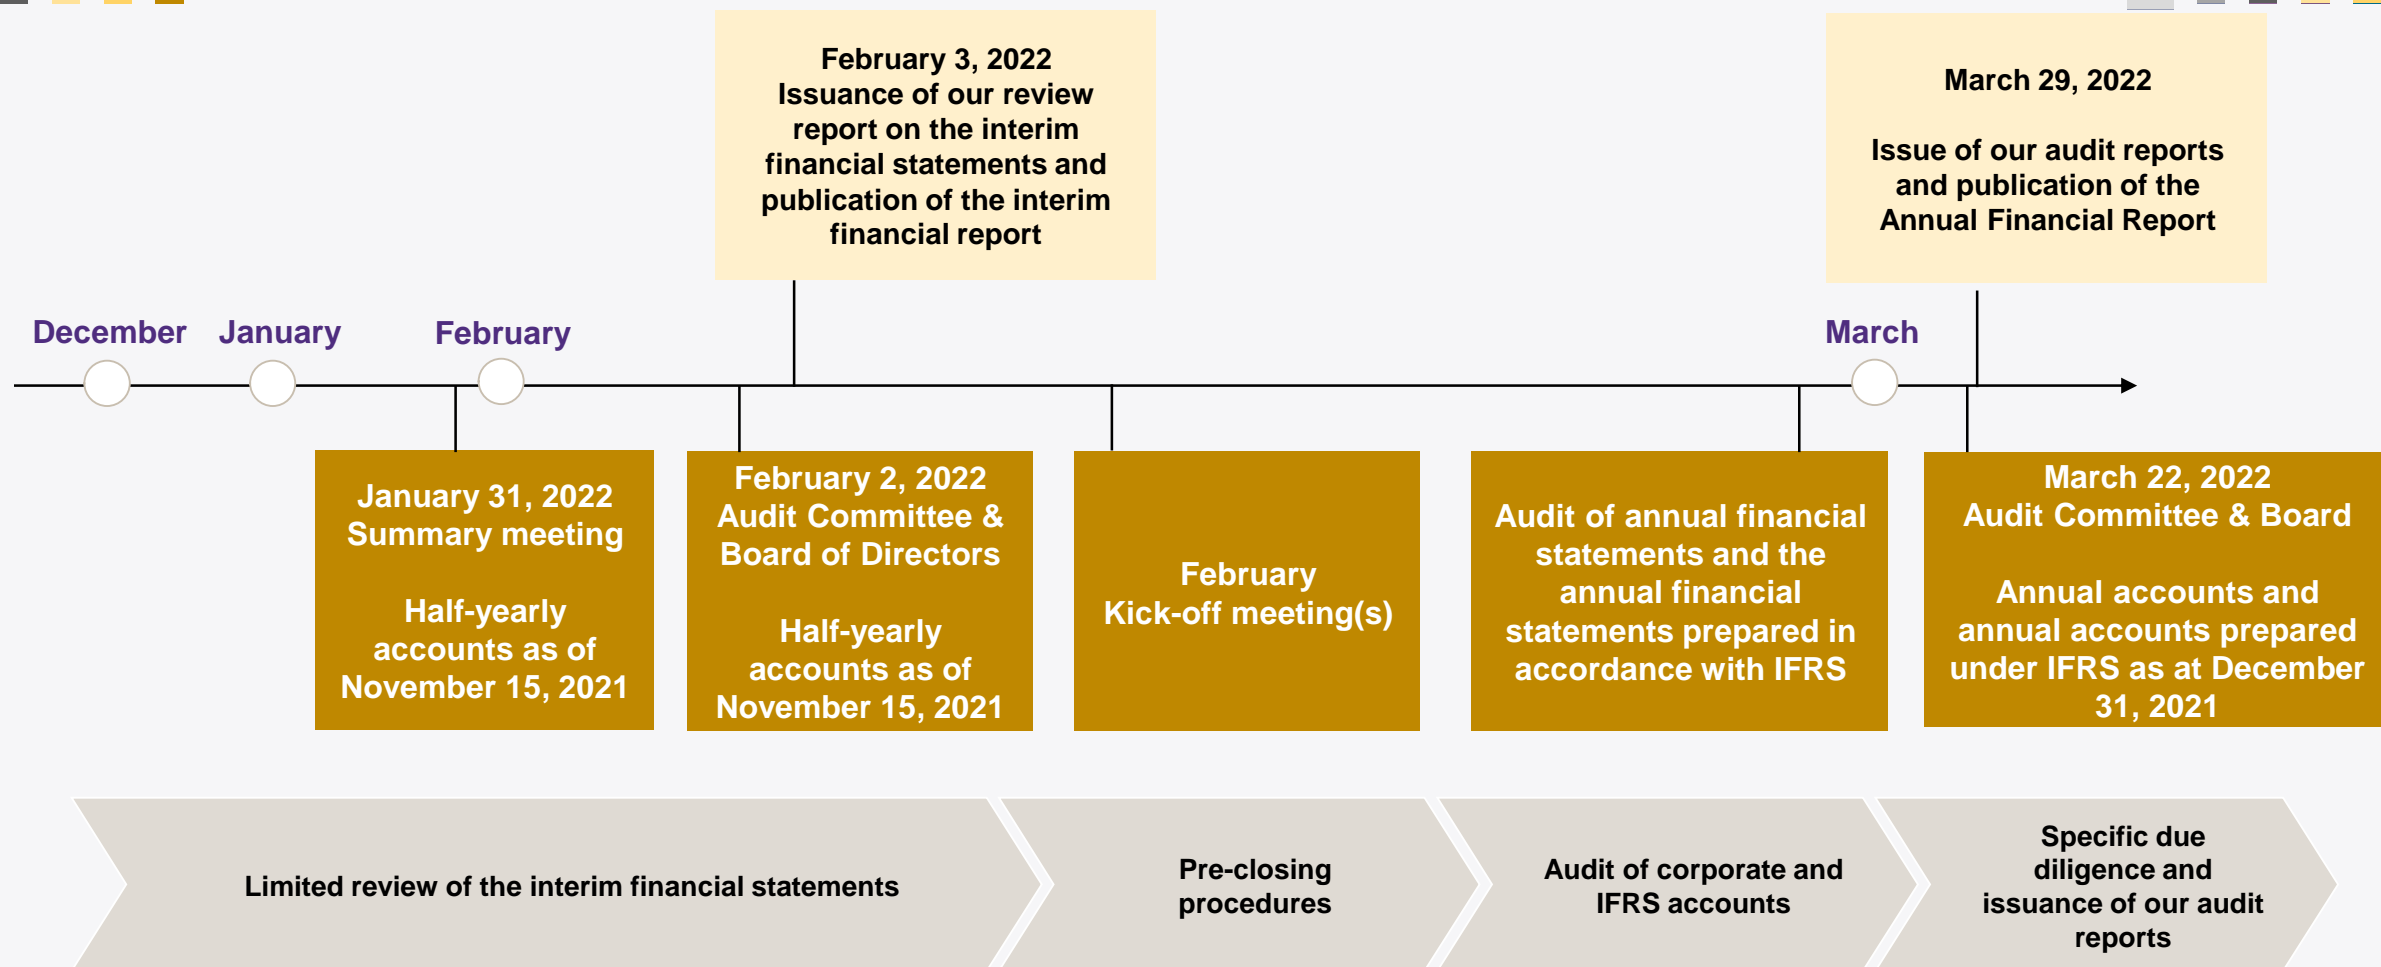 February 3, 2022
Issuance of our review
report on the interim
financial statements and
publication of the interim
financial report
March 29, 2022
Issue of our audit reports
and publication of the
Annual Financial Report
December
January
February
March
January 31, 2022
Summary meeting
Half-yearly
accounts as of
November 15, 2021
February 2, 2022
Audit Committee &
Board of Directors
Half-yearly
accounts as of
November 15, 2021
February
Kick-off meeting(s)
Audit of annual financial
statements and the
annual financial
statements prepared in
accordance with IFRS
March 22, 2022
Audit Committee & Board
Annual accounts and
annual accounts prepared
under IFRS as at December
31, 2021
Limited review of the interim financial statements
Pre-closing
procedures
Audit of corporate and
IFRS accounts
Specific due
diligence and
issuance of our audit
reports